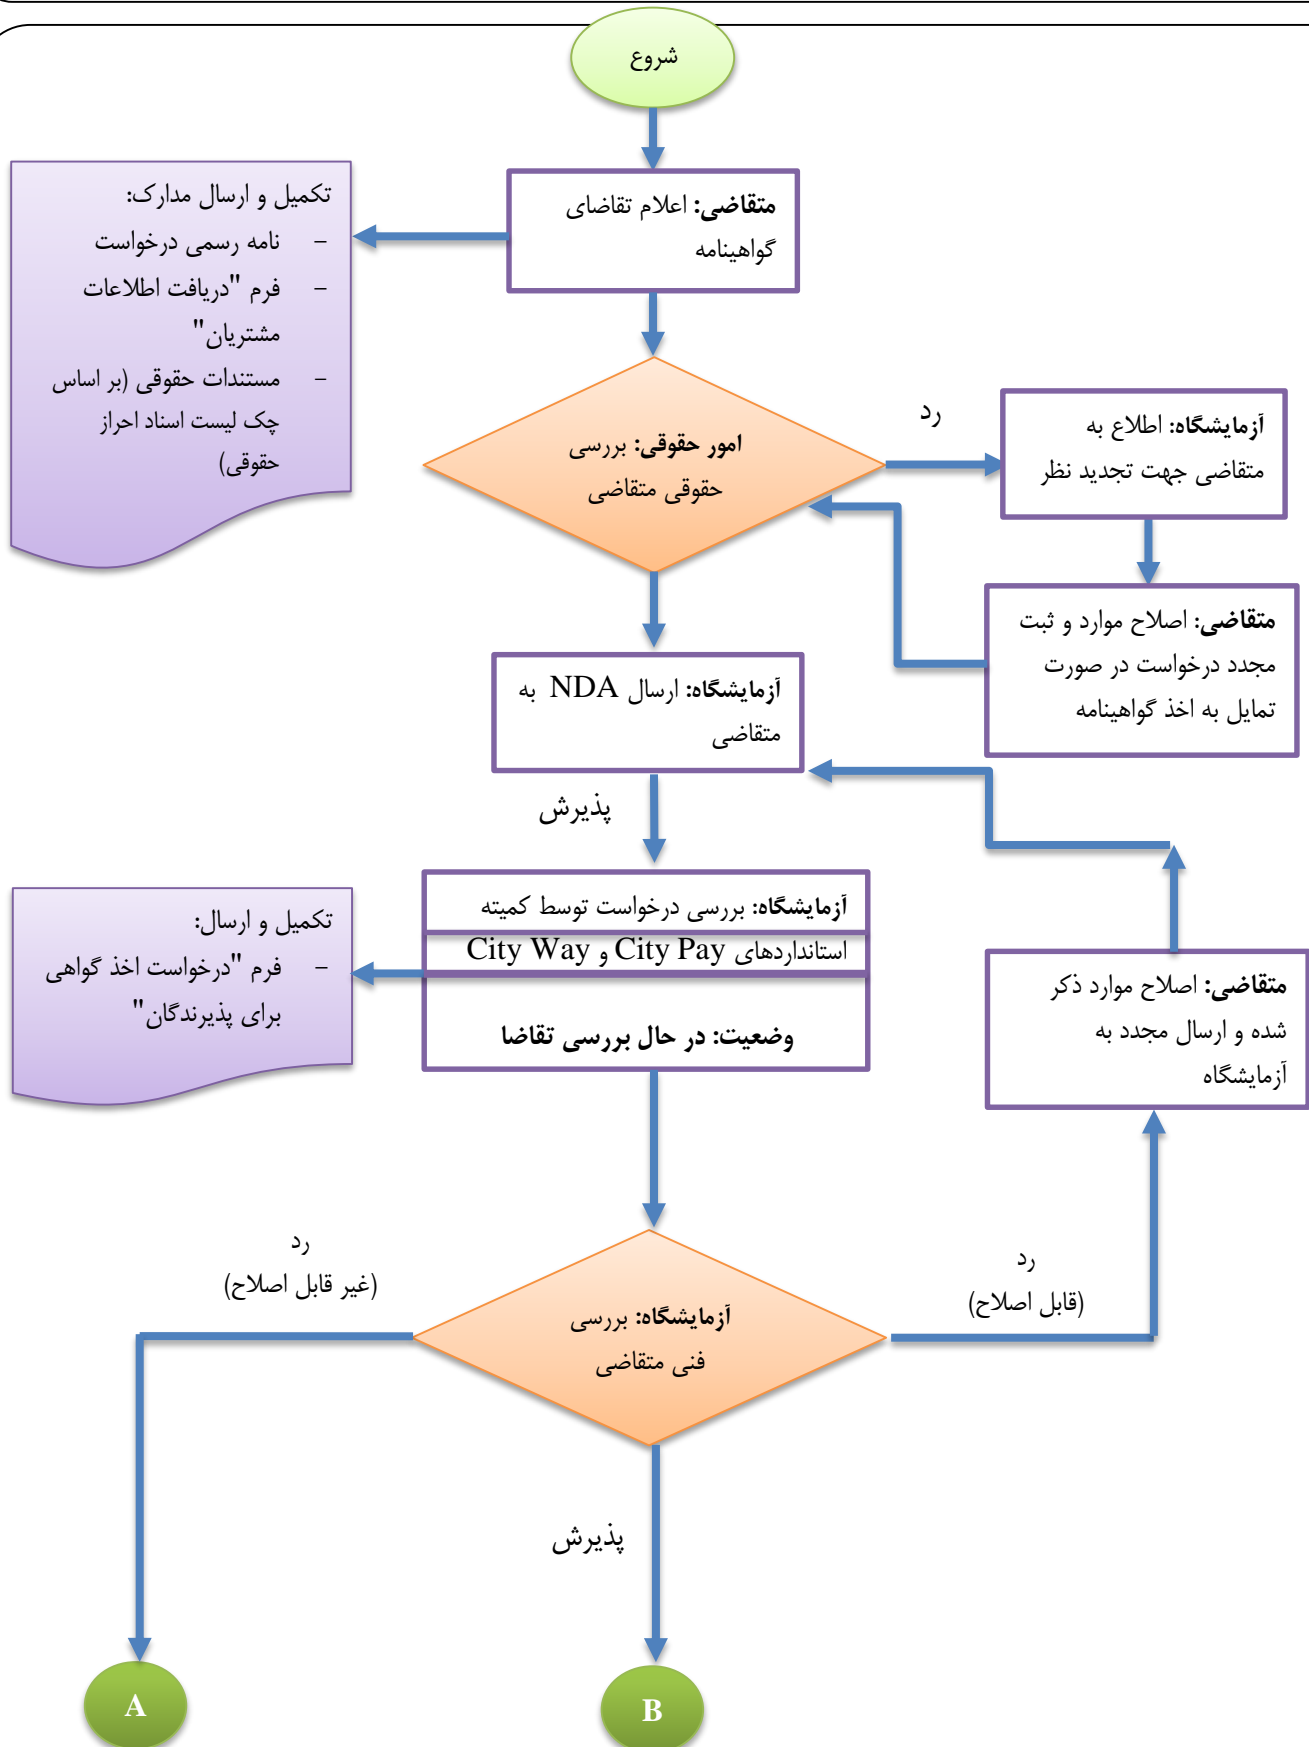 شروع
متقاضی: اعلام تقاضای
گواهینامه
تکمیل و ارسال مدارک:
- نامه رسمی درخواست
- فرم "دریافت اطلاعات
مشتریان"
- مستندات حقوقی (بر اساس
چک لیست اسناد احراز
حقوقی)
امور حقوقی: بررسی
حقوقی متقاضی
رد
آزمایشگاه: اطلاع به
متقاضی جهت تجدید نظر
متقاضی: اصلاح موارد و ثبت
مجدد درخواست در صورت
تمایل به اخذ گواهینامه
آزمایشگاه: ارسال NDA به
متقاضی
پذیرش
آزمایشگاه: بررسی درخواست توسط کمیته
استانداردهای City Pay و City Way
وضعیت: در حال بررسی تقاضا
تکمیل و ارسال:
- فرم "درخواست اخذ گواهی
برای پذیرندگان"
متقاضی: اصلاح موارد ذکر
شده و ارسال مجدد به
آزمایشگاه
رد
(قابل اصلاح)
رد
(غیر قابل اصلاح)
آزمایشگاه: بررسی
فنی متقاضی
پذیرش
B
A